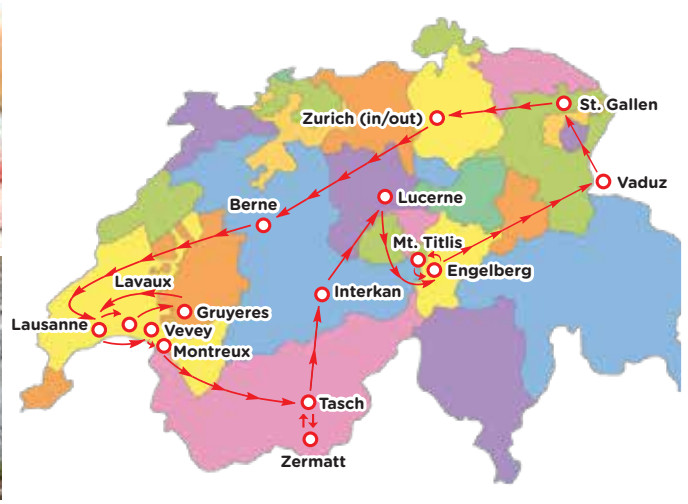 St. Gallen
Zurich (in/out)
Vaduz
Berne
Lucerne
Mt. Titlis
Engelberg
Lavaux
Interkan
Gruyeres
Lausanne
Vevey
Montreux
Tasch
Zermatt